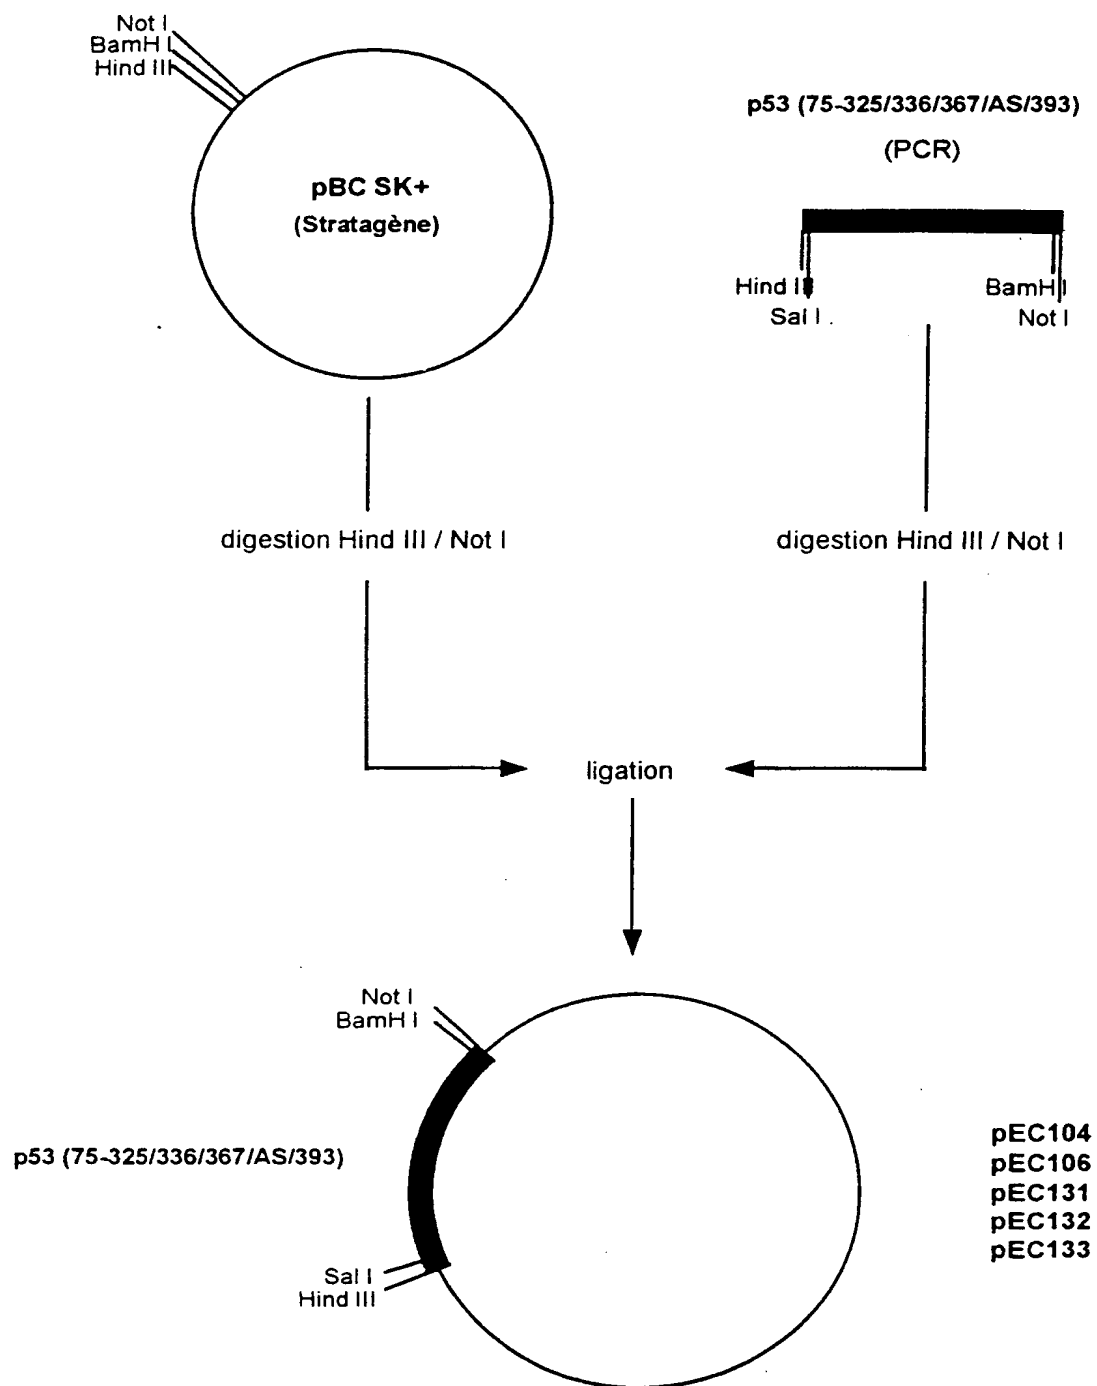 Not I
BamH I
Hind III
pBC SK+
(Stratagène)
p53 (75-325/336/367/AS/393)
(PCR)
Hind III
BamH I
Sal I
Not I
digestion Hind III / Not I
digestion Hind III / Not I
ligation
Not I
BamH I
p53 (75-325/336/367/AS/393)
Sal I
Hind III
pEC104
pEC106
pEC131
pEC132
pEC133